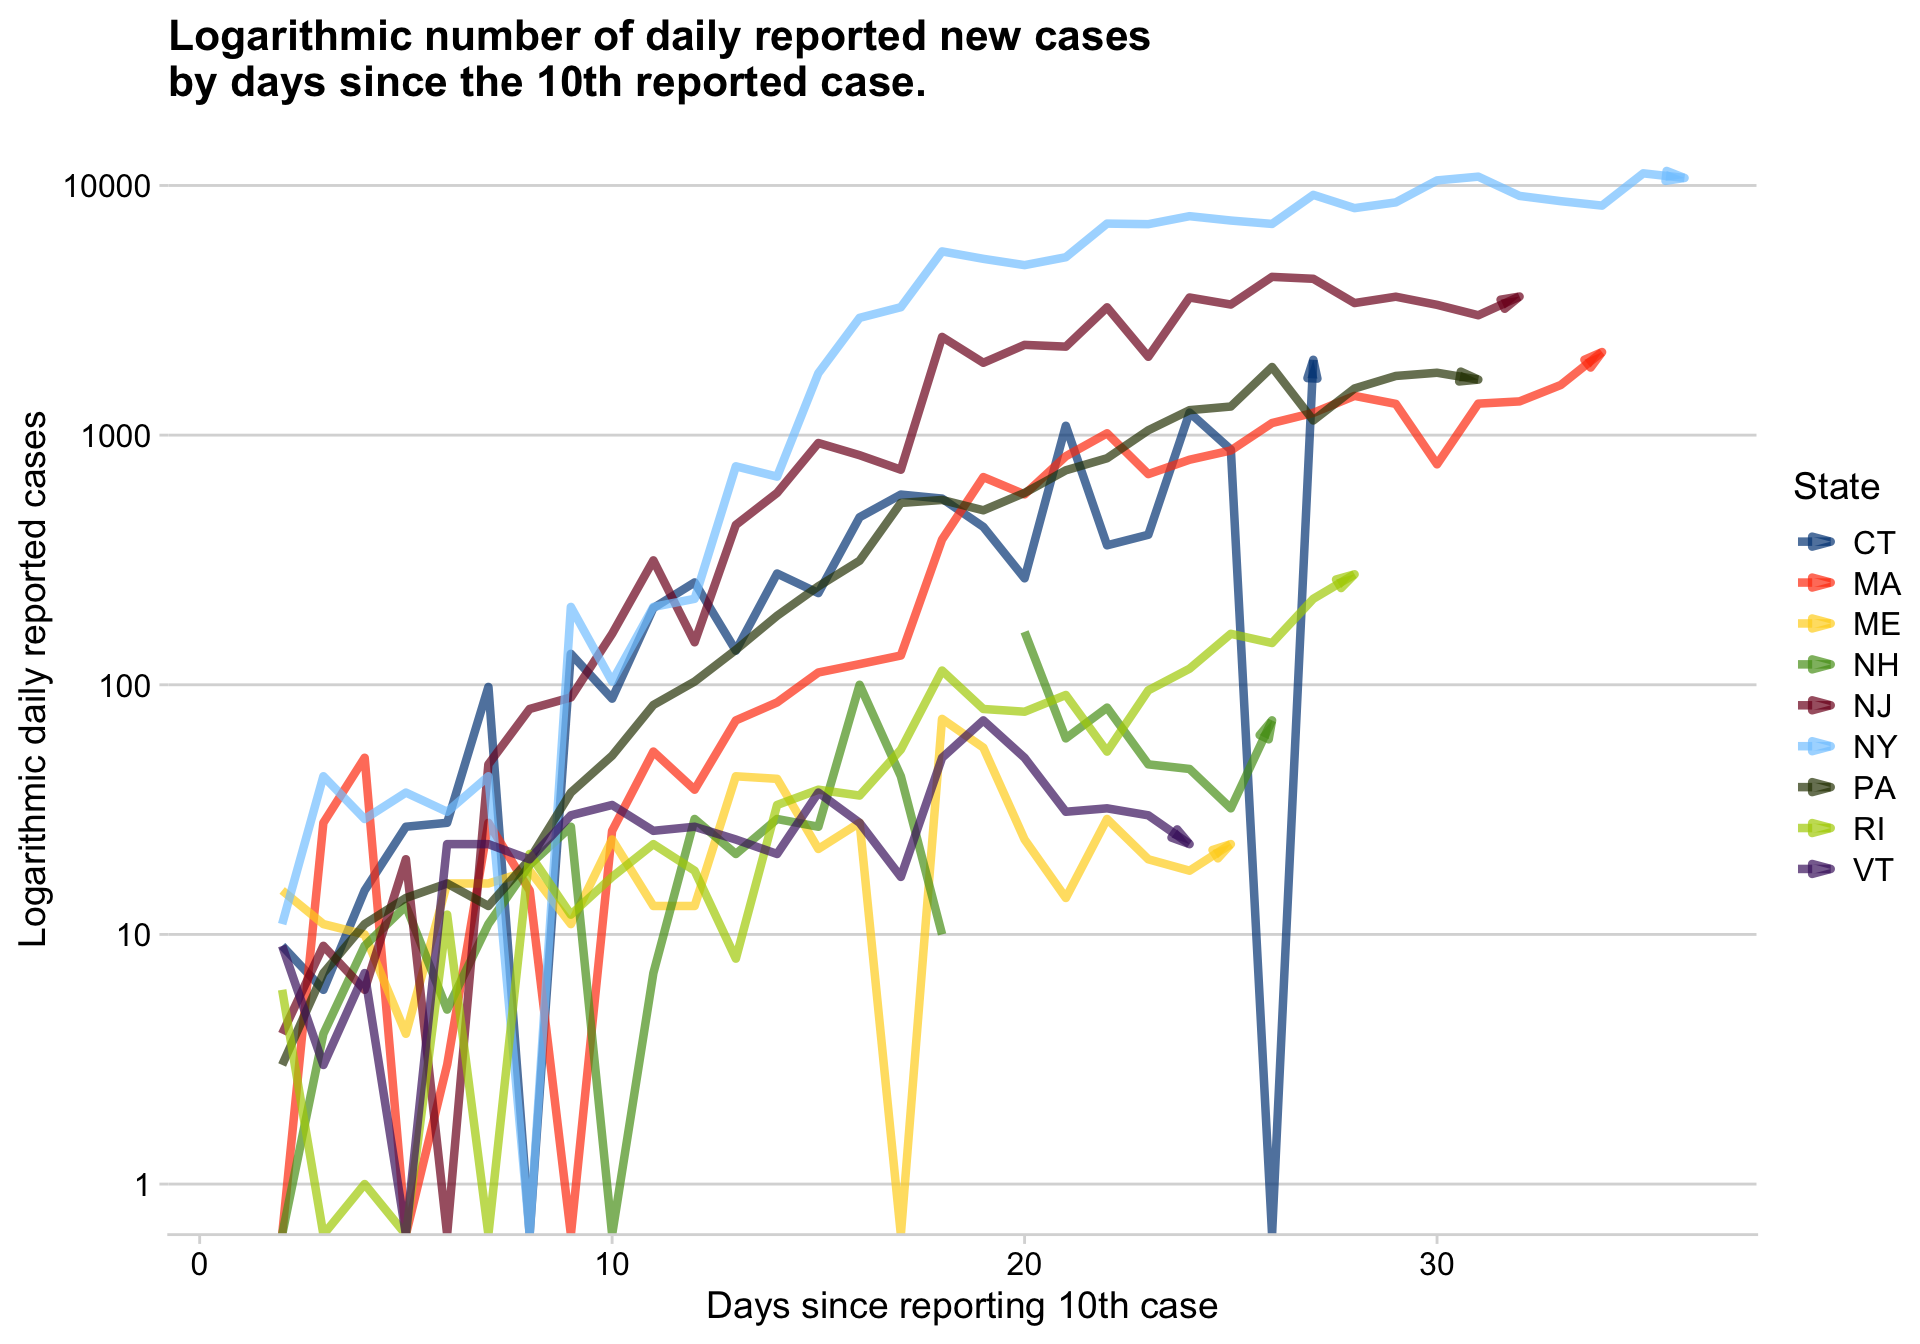 Logarithmic number of daily reported new cases
by days since the 10th reported case.
Logarithmic daily reported cases
10000
1000
100
10
1
0
10
20
30
Days since reporting 10th case
State
CT
MA
ME
NH
NJ
NY
PA
RI
VT